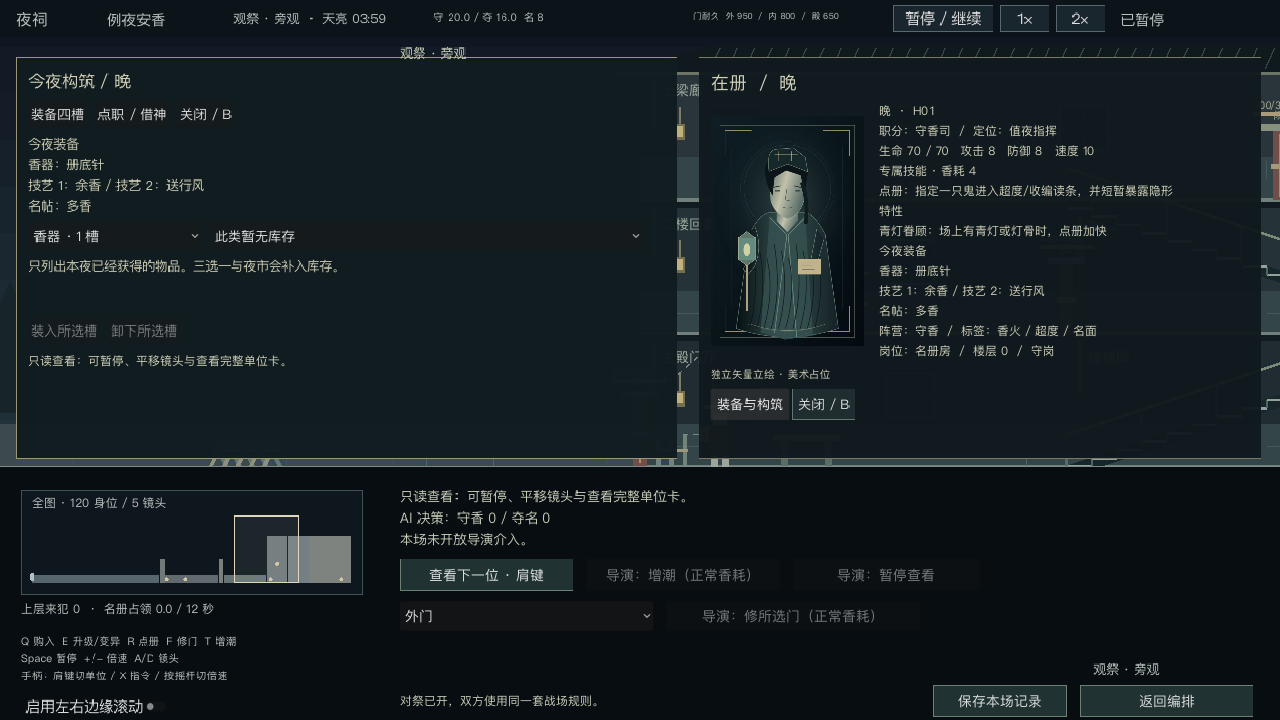 夜祠
例夜安香
观祭 · 旁观 · 天亮 03:59
守 20.0 / 夺 16.0 名 8
门耐久 外 950 / 内 800 / 殿 650
暂停 / 继续
1×
2×
已暂停
观祭 · 旁观
今夜构筑 / 晚
装备四槽 点职 / 借神 关闭 / B
今夜装备
香器：册底针
技艺 1：余香 / 技艺 2：送行风
名帖：多香
香器 · 1 槽
此类暂无库存
只列出本夜已经获得的物品。三选一与夜市会补入库存。
装入所选槽 卸下所选槽
只读查看：可暂停、平移镜头与查看完整单位卡。
在册 / 晚
晚 · H01
职分：守香司 / 定位：值夜指挥
生命 70 / 70 攻击 8 防御 8 速度 10
专属技能 · 香耗 4
点册：指定一只鬼进入超度/收编读条，并短暂暴露隐形
特性
青灯眷顾：场上有青灯或灯骨时，点册加快
今夜装备
香器：册底针
技艺 1：余香 / 技艺 2：送行风
名帖：多香
阵营：守香 / 标签：香火 / 超度 / 名面
岗位：名册房 / 楼层 0 / 守岗
独立矢量立绘 · 美术占位
装备与构筑
关闭 / B
全图 · 120 身位 / 5 镜头
上层来犯 0 · 名册占领 0.0 / 12 秒
Q 购入 E 升级/变异 R 点册 F 修门 T 增潮
Space 暂停 +/− 倍速 A/D 镜头
手柄：肩键切单位 / X 指令 / 按摇杆切倍速
启用左右边缘滚动
只读查看：可暂停、平移镜头与查看完整单位卡。
AI 决策：守香 0 / 夺名 0
本场未开放导演介入。
查看下一位 · 肩键
导演：增潮（正常香耗）
导演：暂停查看
外门
导演：修所选门（正常香耗）
对祭已开，双方使用同一套战场规则。
观祭 · 旁观
保存本场记录
返回编排